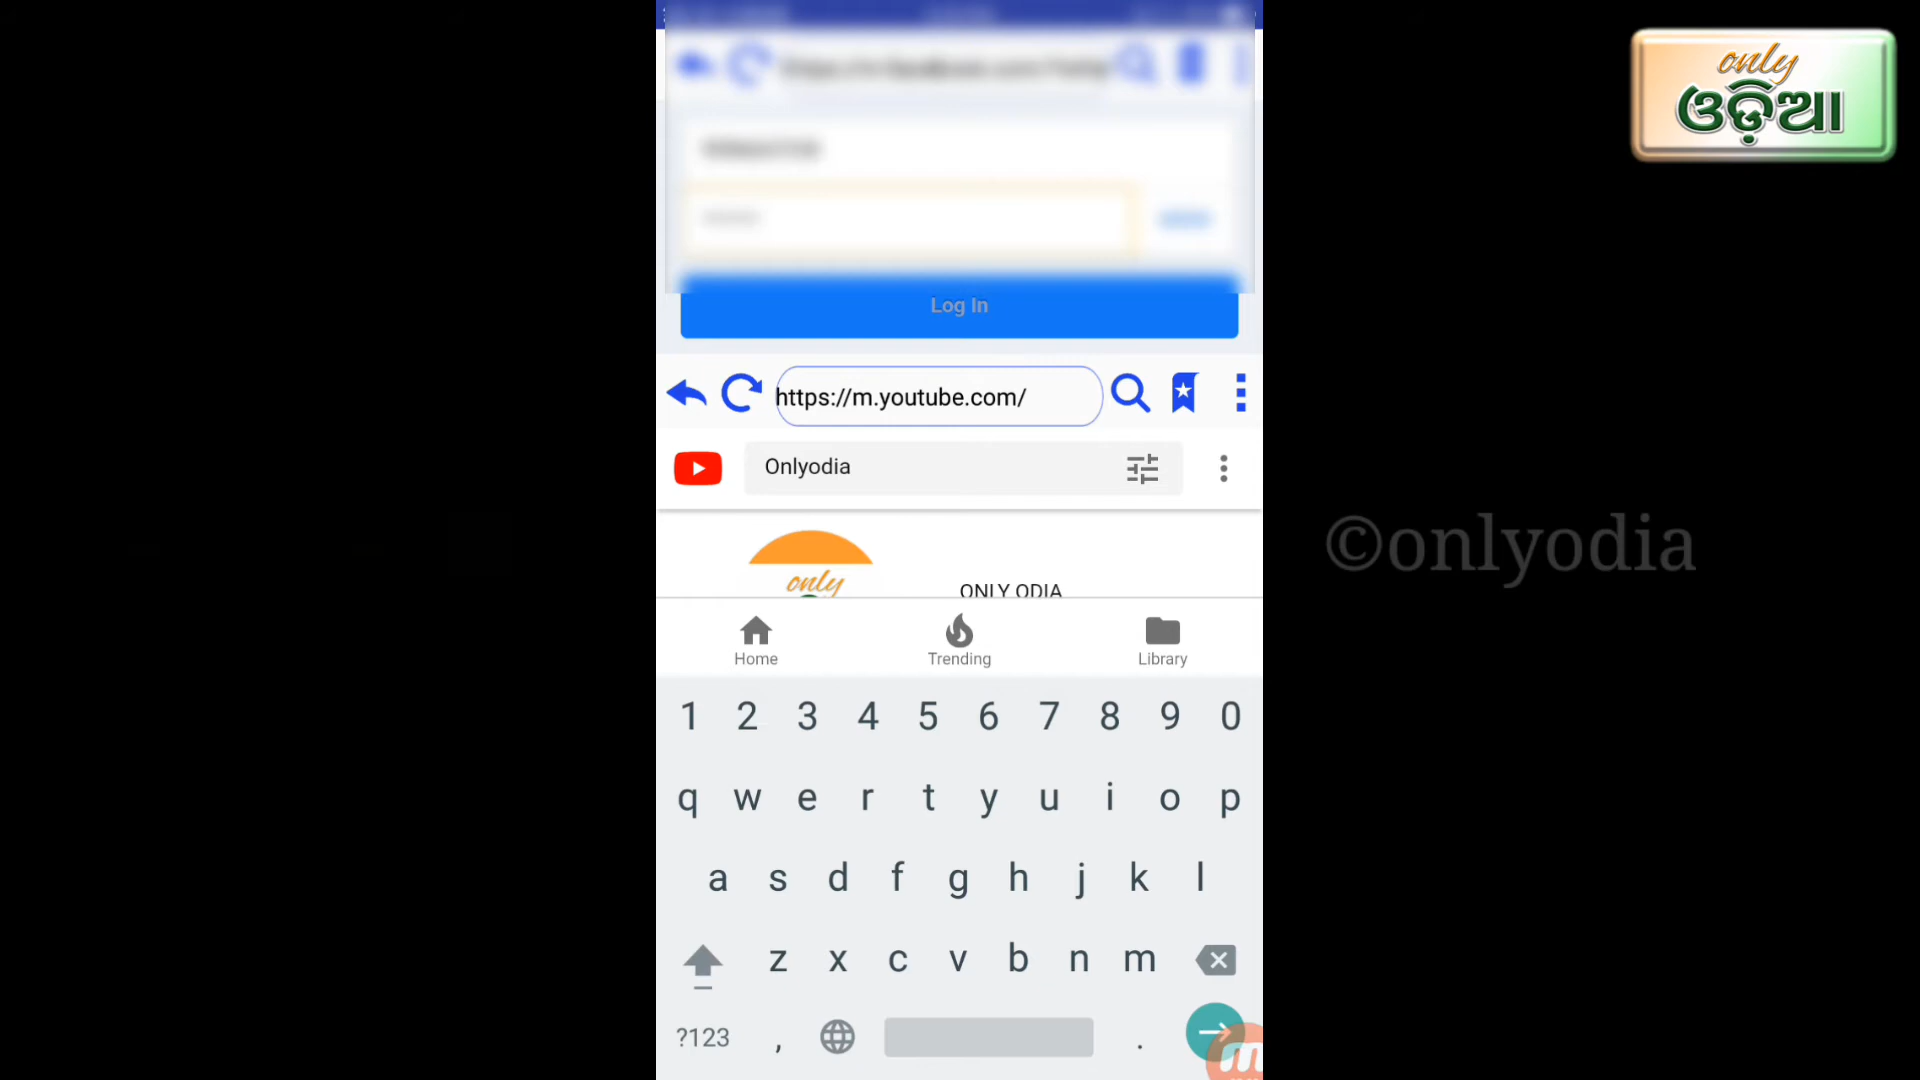 only
ଓଡ଼ିଆ
Log In
https://m.youtube.com/
Onlyodia
only
ONLY ODIA
Home
Trending
Library
©onlyodia
1 2 3 4 5 6 7 8 9 0
q w e r t y u i o p
a s d f g h j k l
z x c v b n m
?123 , .